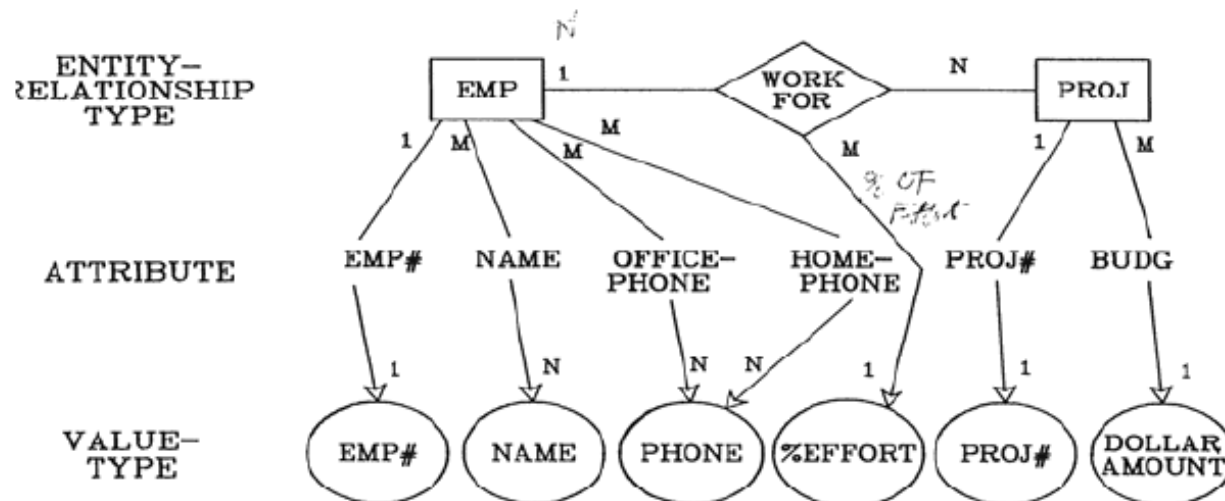 N
ENTITY-
RELATIONSHIP
TYPE
EMP
1
WORK
FOR
N
PROJ
1
M
M
M
M
1
M
% OF
ATTRIBUTE
EMP#
NAME
OFFICE-
PHONE
HOME-
PHONE
PROJ#
BUDG
1
N
N
N
1
1
1
VALUE-
TYPE
EMP#
NAME
PHONE
%EFFORT
PROJ#
DOLLAR
AMOUNT